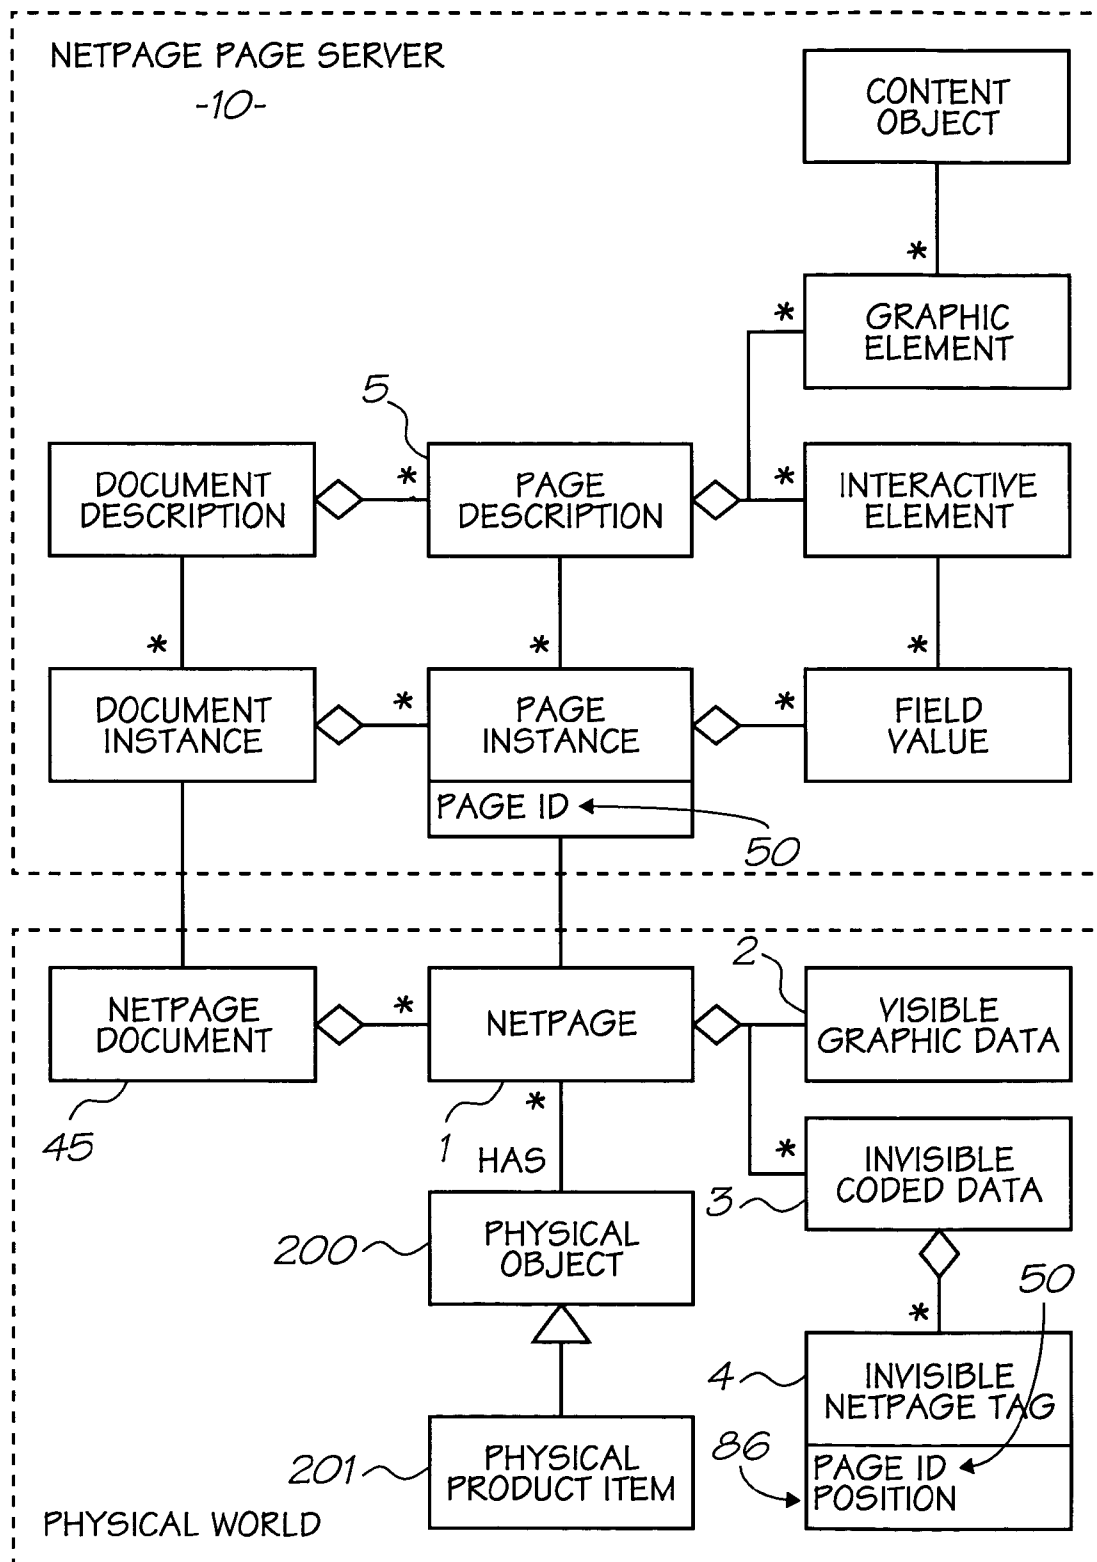 NETPAGE PAGE SERVER
-10-
CONTENT
OBJECT
*
GRAPHIC
ELEMENT
*
5
DOCUMENT
DESCRIPTION
*
PAGE
DESCRIPTION
*
INTERACTIVE
ELEMENT
*
*
*
DOCUMENT
INSTANCE
*
PAGE
INSTANCE
*
FIELD
VALUE
PAGE ID
50
NETPAGE
DOCUMENT
45
*
NETPAGE
1
2
VISIBLE
GRAPHIC DATA
*
HAS
*
INVISIBLE
CODED DATA
3
200
PHYSICAL
OBJECT
50
*
4
INVISIBLE
NETPAGE TAG
86
PAGE ID
POSITION
201
PHYSICAL
PRODUCT ITEM
PHYSICAL WORLD